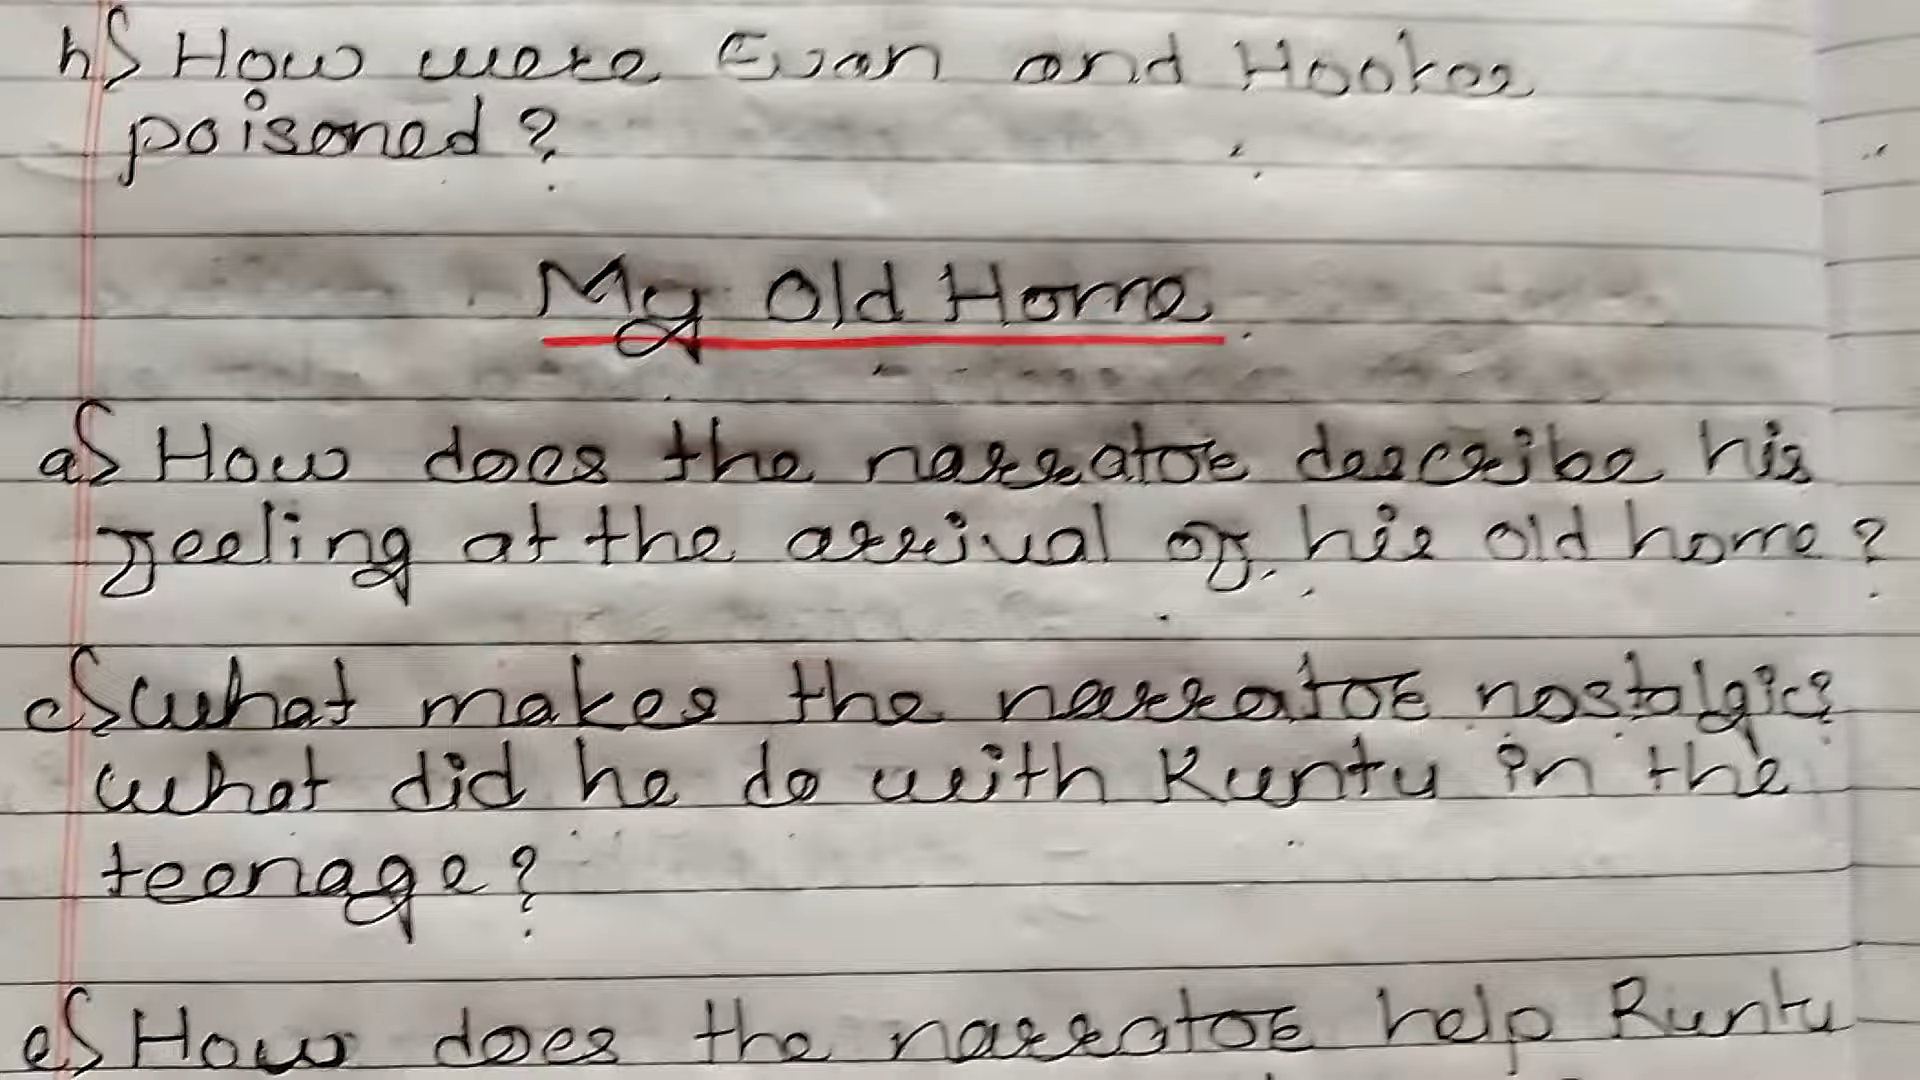 h) How were Evan and Hooker
poisoned?
My Old Home
a) How does the narrator describe his
feeling at the arrival of his old home?
c) what makes the narrator nostalgic?
what did he do with Runtu in the
teenage?
e) How does the narrator help Runtu